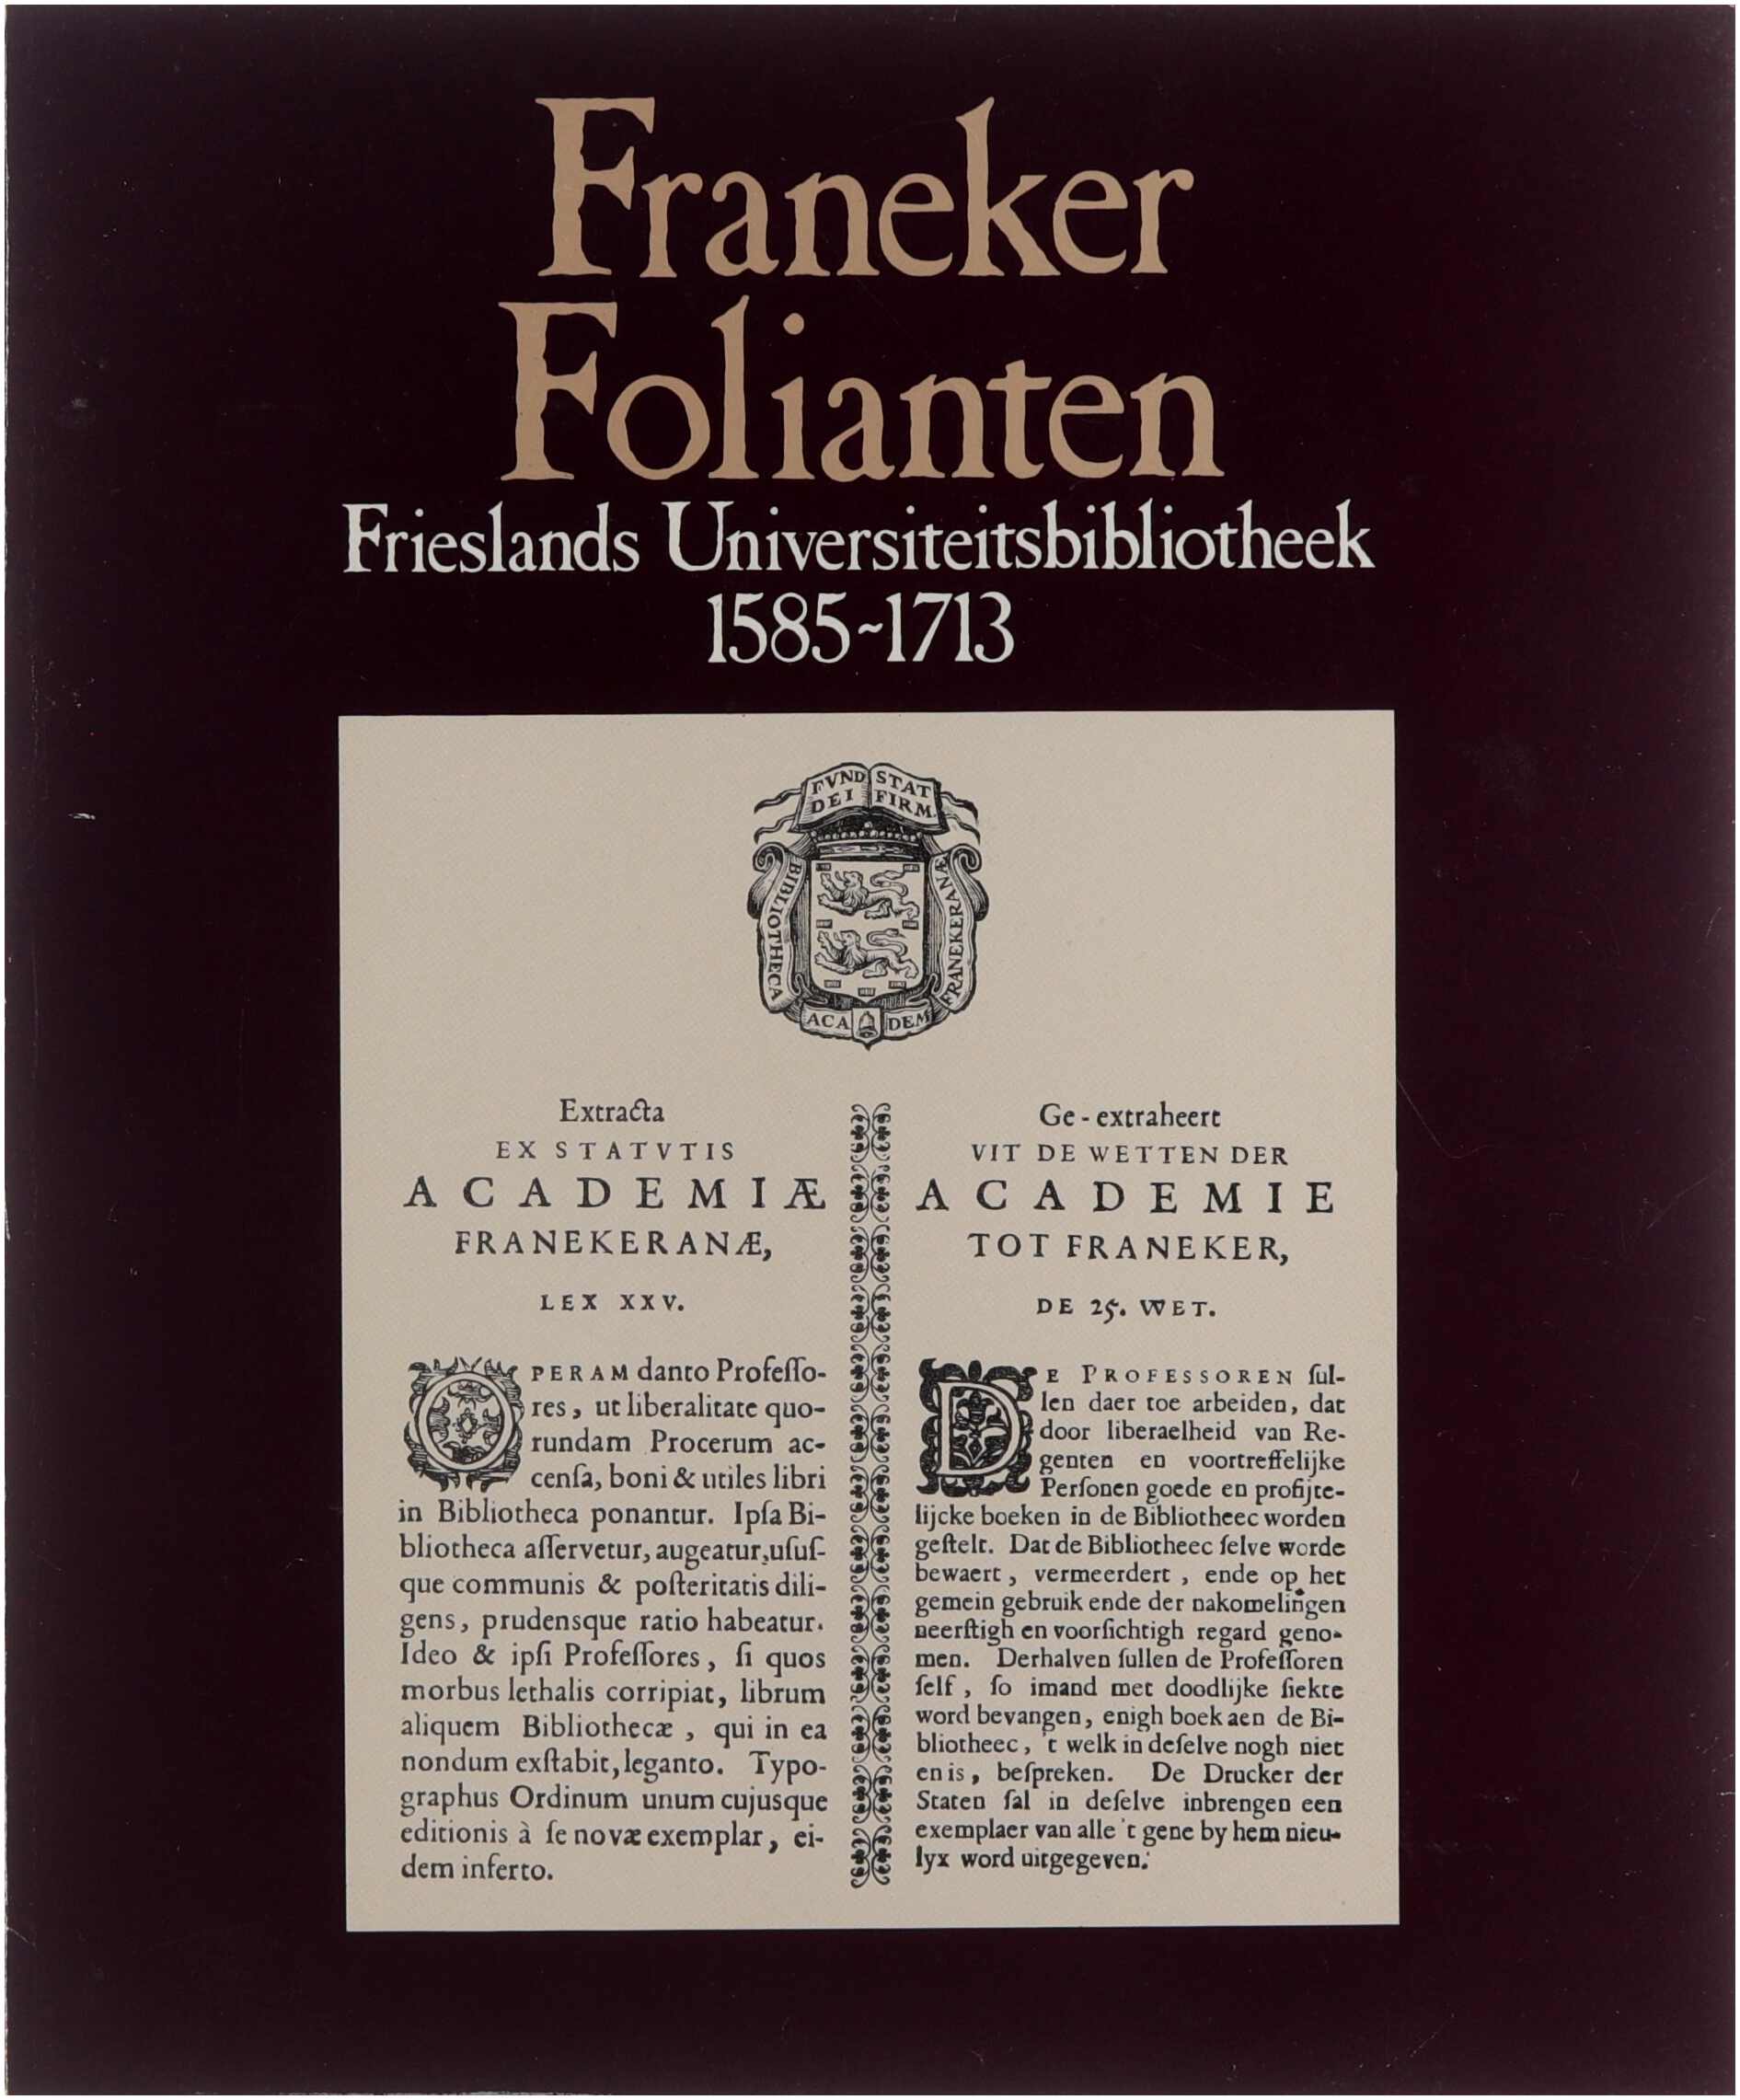 Franeker
Folianten
Frieslands Universiteitsbibliotheek
1585~1713
FVND STAT
DEI FIRM.
BIBLIOTHECA
FRANEKERANÆ
ACA DEM
Extracta
EX STATVTIS
ACADEMIÆ
FRANEKERANÆ,
LEX XXV.
OPERAM danto Profeſſo-
res, ut liberalitate quo-
rundam Procerum ac-
cenſa, boni & utiles libri
in Bibliotheca ponantur. Ipſa Bi-
bliotheca aſſervetur, augeatur, uſuſ-
que communis & poſteritatis dili-
gens, prudensque ratio habeatur.
Ideo & ipſi Profeſſores, ſi quos
morbus lethalis corripiat, librum
aliquem Bibliothecæ, qui in ea
nondum exſtabit, leganto. Typo-
graphus Ordinum unum cujusque
editionis à ſe novæ exemplar, ei-
dem inferto.
Ge-extraheert
VIT DE WETTEN DER
ACADEMIE
TOT FRANEKER,
DE 25. WET.
DE PROFESSOREN ſul-
len daer toe arbeiden, dat
door liberaelheid van Re-
genten en voortreffelijke
Perſonen goede en profijte-
lijcke boeken in de Bibliotheec worden
geſtelt. Dat de Bibliotheec ſelve worde
bewaert, vermeerdert, ende op het
gemein gebruik ende der nakomelingen
neerſtigh en voorſichtigh regard geno-
men. Derhalven ſullen de Profeſſoren
ſelf, ſo imand met doodlijke ſiekte
word bevangen, enigh boek aen de Bi-
bliotheec, 't welk in deſelve nogh niet
en is, beſpreken. De Drucker der
Staten ſal in deſelve inbrengen een
exemplaer van alle 't gene by hem nieu-
lyx word uitgegeven.